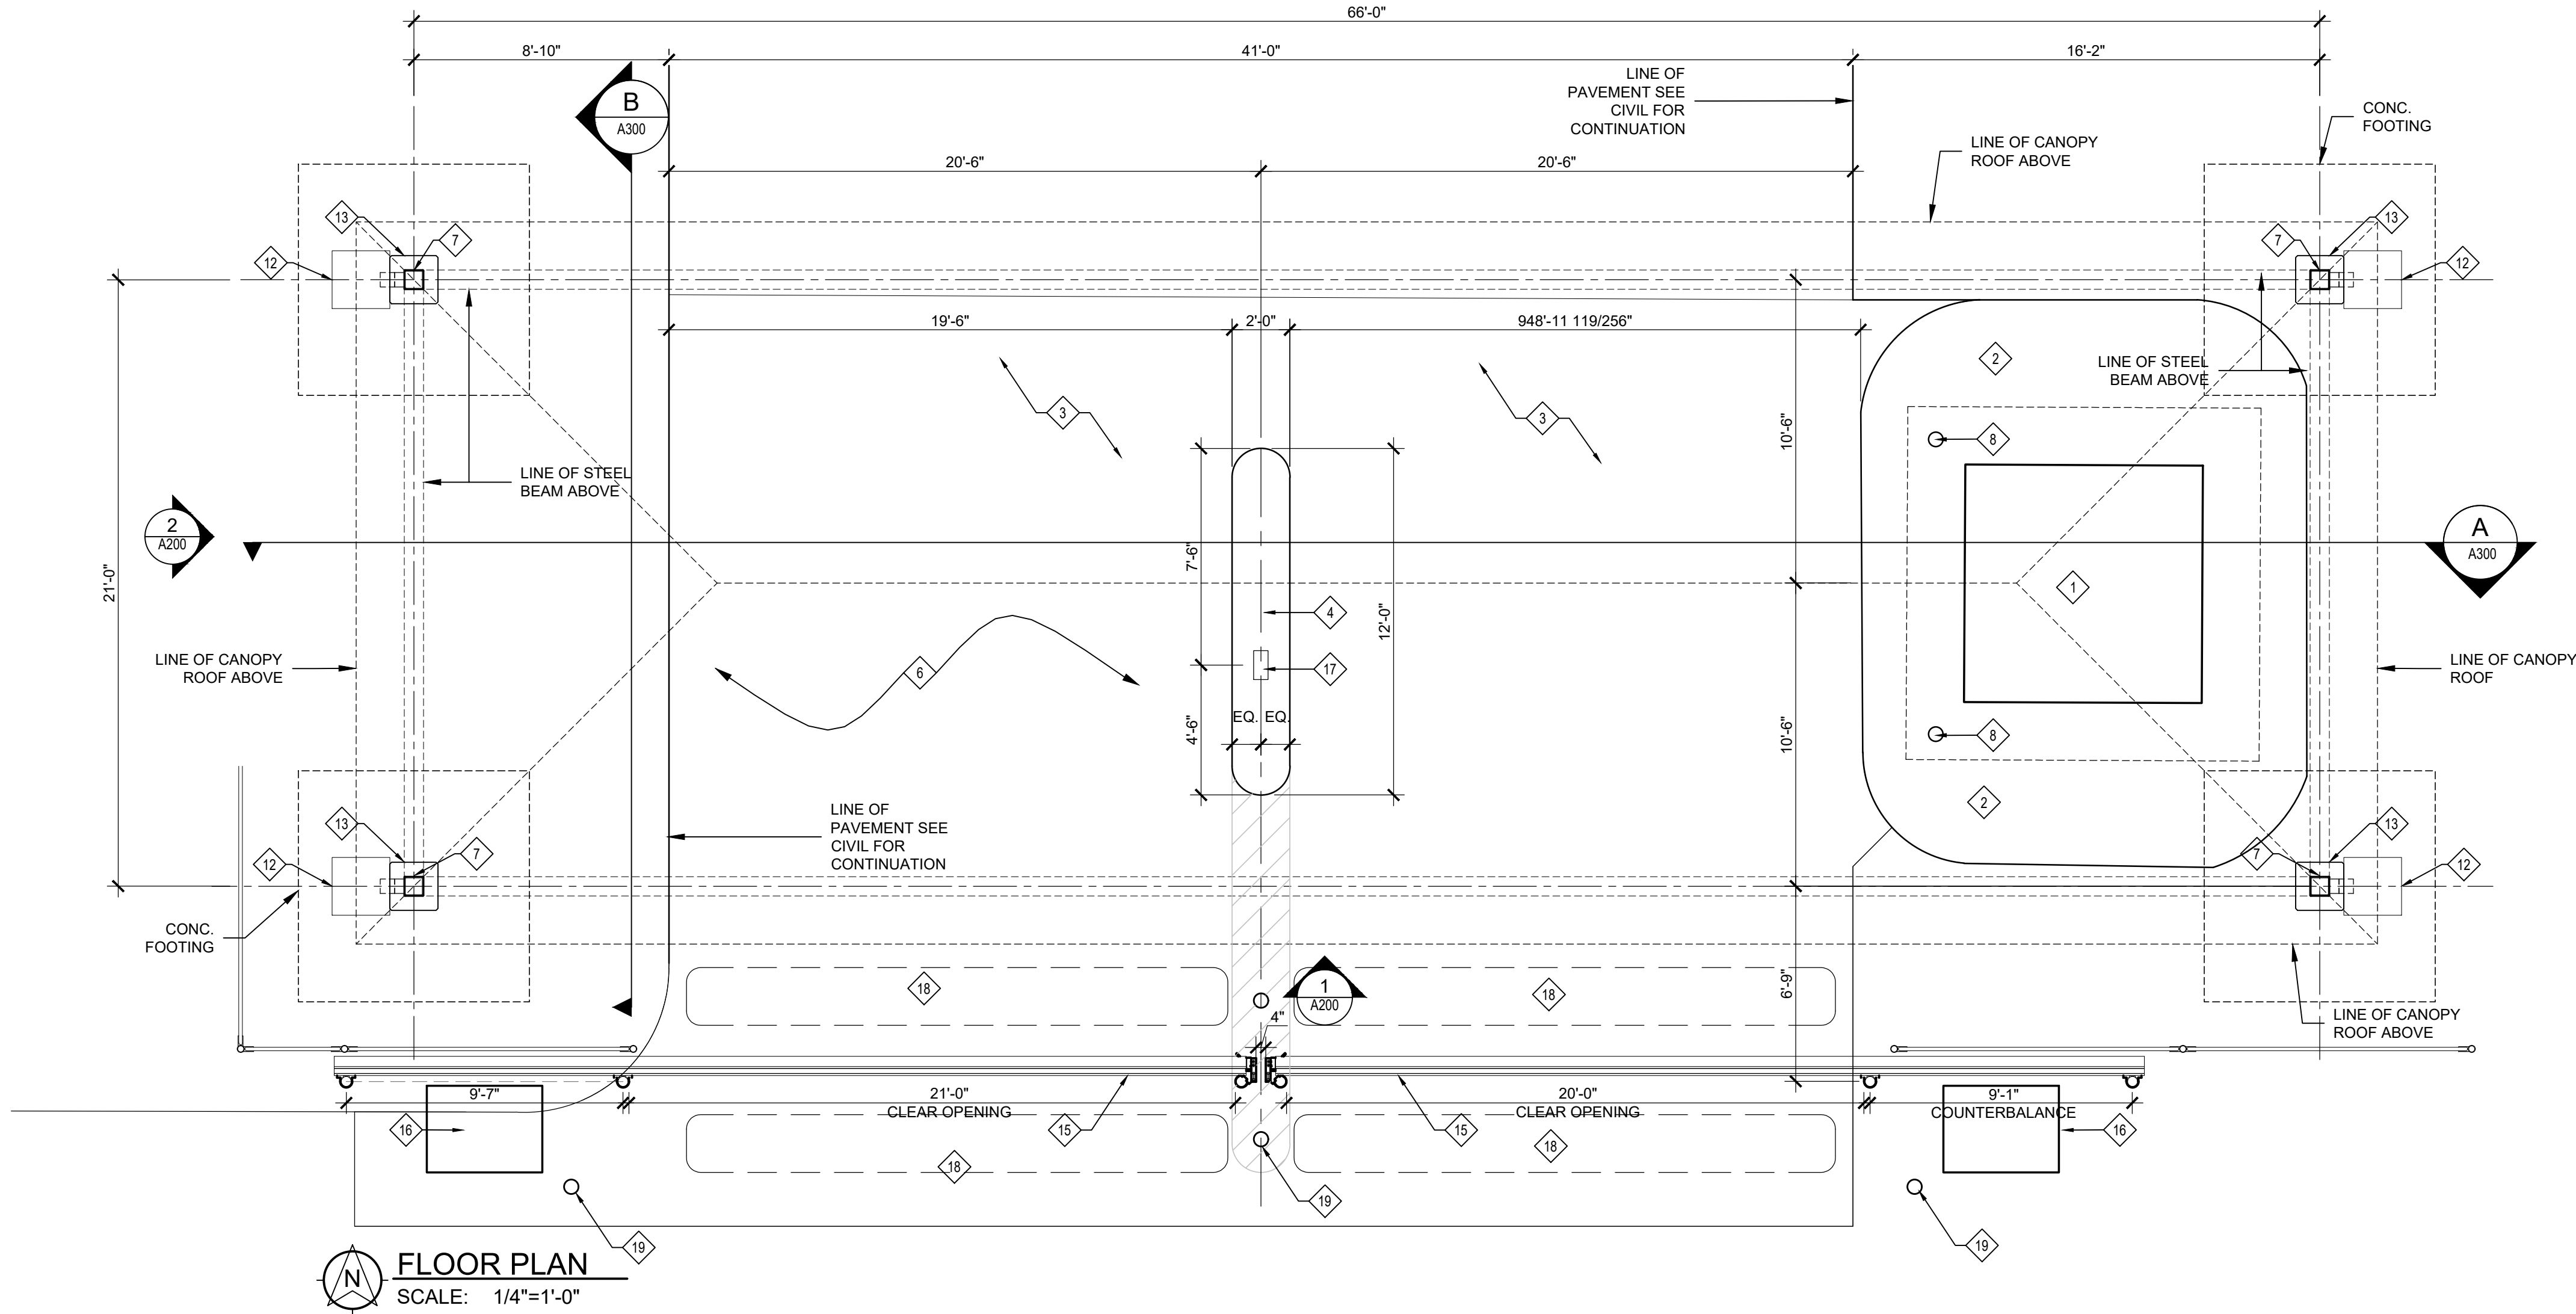 66'-0"
8'-10"
41'-0"
16'-2"
LINE OF
PAVEMENT SEE
CIVIL FOR
CONTINUATION
B
A300
CONC.
FOOTING
LINE OF CANOPY
ROOF ABOVE
20'-6"
20'-6"
13
7
12
7
13
12
19'-6"
2'-0"
948'-11 119/256"
3
3
2
LINE OF STEEL
BEAM ABOVE
10'-6"
8
LINE OF STEEL
BEAM ABOVE
2
A200
A
A300
21'-0"
7'-6"
12'-0"
4
1
LINE OF CANOPY
ROOF ABOVE
6
17
LINE OF CANOPY
ROOF
EQ.
EQ.
4'-6"
10'-6"
8
13
7
12
LINE OF
PAVEMENT SEE
CIVIL FOR
CONTINUATION
2
7
13
12
CONC.
FOOTING
18
1
A200
18
6'-9"
4"
LINE OF CANOPY
ROOF ABOVE
9'-7"
21'-0"
CLEAR OPENING
20'-0"
CLEAR OPENING
9'-1"
COUNTERBALANCE
16
15
15
16
18
18
19
19
19
N
FLOOR PLAN
SCALE: 1/4"=1'-0"